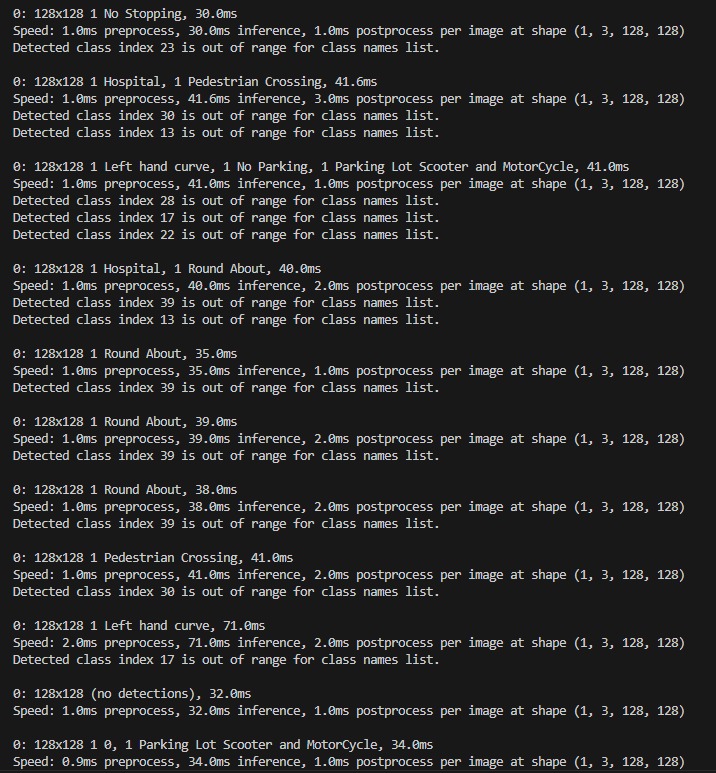 0: 128x128 1 No Stopping, 30.0ms
Speed: 1.0ms preprocess, 30.0ms inference, 1.0ms postprocess per image at shape (1, 3, 128, 128)
Detected class index 23 is out of range for class names list.
0: 128x128 1 Hospital, 1 Pedestrian Crossing, 41.6ms
Speed: 1.0ms preprocess, 41.6ms inference, 3.0ms postprocess per image at shape (1, 3, 128, 128)
Detected class index 30 is out of range for class names list.
Detected class index 13 is out of range for class names list.
0: 128x128 1 Left hand curve, 1 No Parking, 1 Parking Lot Scooter and MotorCycle, 41.0ms
Speed: 1.0ms preprocess, 41.0ms inference, 1.0ms postprocess per image at shape (1, 3, 128, 128)
Detected class index 28 is out of range for class names list.
Detected class index 17 is out of range for class names list.
Detected class index 22 is out of range for class names list.
0: 128x128 1 Hospital, 1 Round About, 40.0ms
Speed: 1.0ms preprocess, 40.0ms inference, 2.0ms postprocess per image at shape (1, 3, 128, 128)
Detected class index 39 is out of range for class names list.
Detected class index 13 is out of range for class names list.
0: 128x128 1 Round About, 35.0ms
Speed: 1.0ms preprocess, 35.0ms inference, 1.0ms postprocess per image at shape (1, 3, 128, 128)
Detected class index 39 is out of range for class names list.
0: 128x128 1 Round About, 39.0ms
Speed: 1.0ms preprocess, 39.0ms inference, 2.0ms postprocess per image at shape (1, 3, 128, 128)
Detected class index 39 is out of range for class names list.
0: 128x128 1 Round About, 38.0ms
Speed: 1.0ms preprocess, 38.0ms inference, 2.0ms postprocess per image at shape (1, 3, 128, 128)
Detected class index 39 is out of range for class names list.
0: 128x128 1 Pedestrian Crossing, 41.0ms
Speed: 1.0ms preprocess, 41.0ms inference, 2.0ms postprocess per image at shape (1, 3, 128, 128)
Detected class index 30 is out of range for class names list.
0: 128x128 1 Left hand curve, 71.0ms
Speed: 2.0ms preprocess, 71.0ms inference, 2.0ms postprocess per image at shape (1, 3, 128, 128)
Detected class index 17 is out of range for class names list.
0: 128x128 (no detections), 32.0ms
Speed: 1.0ms preprocess, 32.0ms inference, 1.0ms postprocess per image at shape (1, 3, 128, 128)
0: 128x128 1 0, 1 Parking Lot Scooter and MotorCycle, 34.0ms
Speed: 0.9ms preprocess, 34.0ms inference, 1.0ms postprocess per image at shape (1, 3, 128, 128)